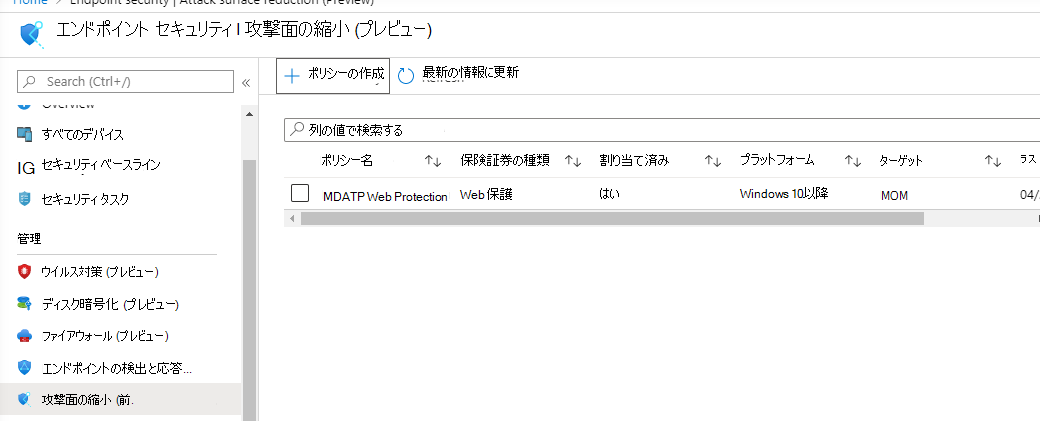 Home > Endpoint security | Attack surface reduction (Preview)
エンドポイント セキュリティ | 攻撃面の縮小 (プレビュー)
Search (Ctrl+/)
«
Overview
すべてのデバイス
IG セキュリティ ベースライン
セキュリティ タスク
管理
ウイルス対策 (プレビュー)
ディスク暗号化 (プレビュー)
ファイアウォール (プレビュー)
エンドポイントの検出と応答...
攻撃面の縮小 (前.
ポリシーの作成
最新の情報に更新
Refresh
列の値で検索する
ポリシー名 保険証券の種類 割り当て済み プラットフォーム ターゲット ラス
MDATP Web Protection Web 保護 はい Windows 10以降 MOM 04/